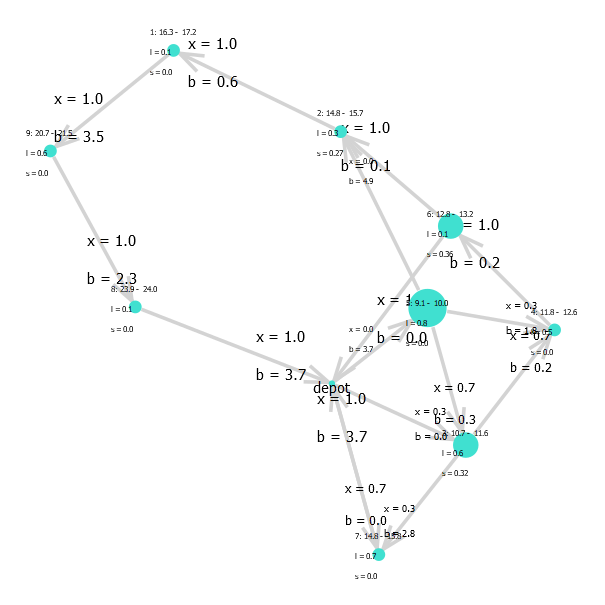 1: 16.3 – 17.2
l = 0.1
s = 0.0
x = 1.0
b = 0.6
x = 1.0
b = 3.5
9: 20.7 – 21.5
l = 0.6
s = 0.0
2: 14.8 – 15.7
l = 0.3
s = 0.27
x = 1.0
b = 0.1
x = 0.0
b = 4.9
6: 12.8 – 13.2
l = 0.1
s = 0.36
x = 1.0
b = 0.2
x = 1.0
b = 2.3
8: 23.9 – 24.0
l = 0.1
s = 0.0
9.1 – 10.0
l = 0.8
s = 0.0
b = 0.0
x = 0.0
b = 3.7
x = 0.3
b = 1.8
4: 11.8 – 12.6
s = 0.0
x = 0.7
b = 0.2
x = 1.0
b = 3.7
depot
x = 1.0
b = 3.7
x = 0.7
b = 0.3
x = 0.3
b = 0.0
10.7 – 11.6
l = 0.6
s = 0.32
x = 0.7
b = 0.0
x = 0.3
b = 2.8
7: 14.8 – 15.8
l = 0.7
s = 0.0